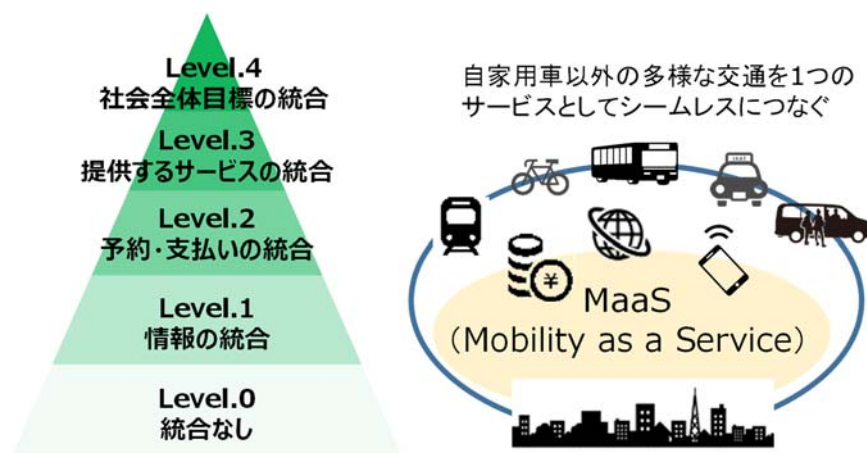 Level.4
社会全体目標の統合
Level.3
提供するサービスの統合
Level.2
予約・支払いの統合
Level.1
情報の統合
Level.0
統合なし
自家用車以外の多様な交通を1つの
サービスとしてシームレスにつなぐ
¥
MaaS
(Mobility as a Service)